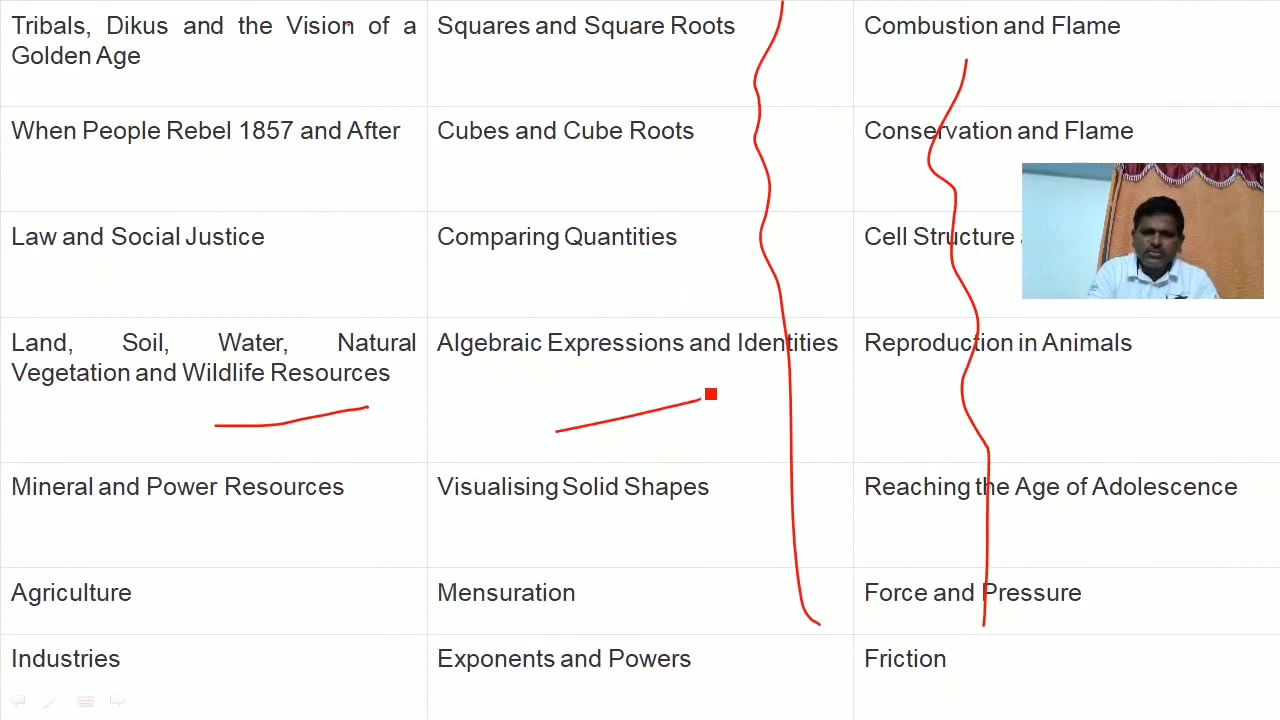 Tribals, Dikus and the Vision of a
Golden Age
Squares and Square Roots
Combustion and Flame
When People Rebel 1857 and After
Cubes and Cube Roots
Conservation and Flame
Law and Social Justice
Comparing Quantities
Cell Structure
Land, Soil, Water, Natural
Vegetation and Wildlife Resources
Algebraic Expressions and Identities
Reproduction in Animals
Mineral and Power Resources
Visualising Solid Shapes
Reaching the Age of Adolescence
Agriculture
Mensuration
Force and Pressure
Industries
Exponents and Powers
Friction